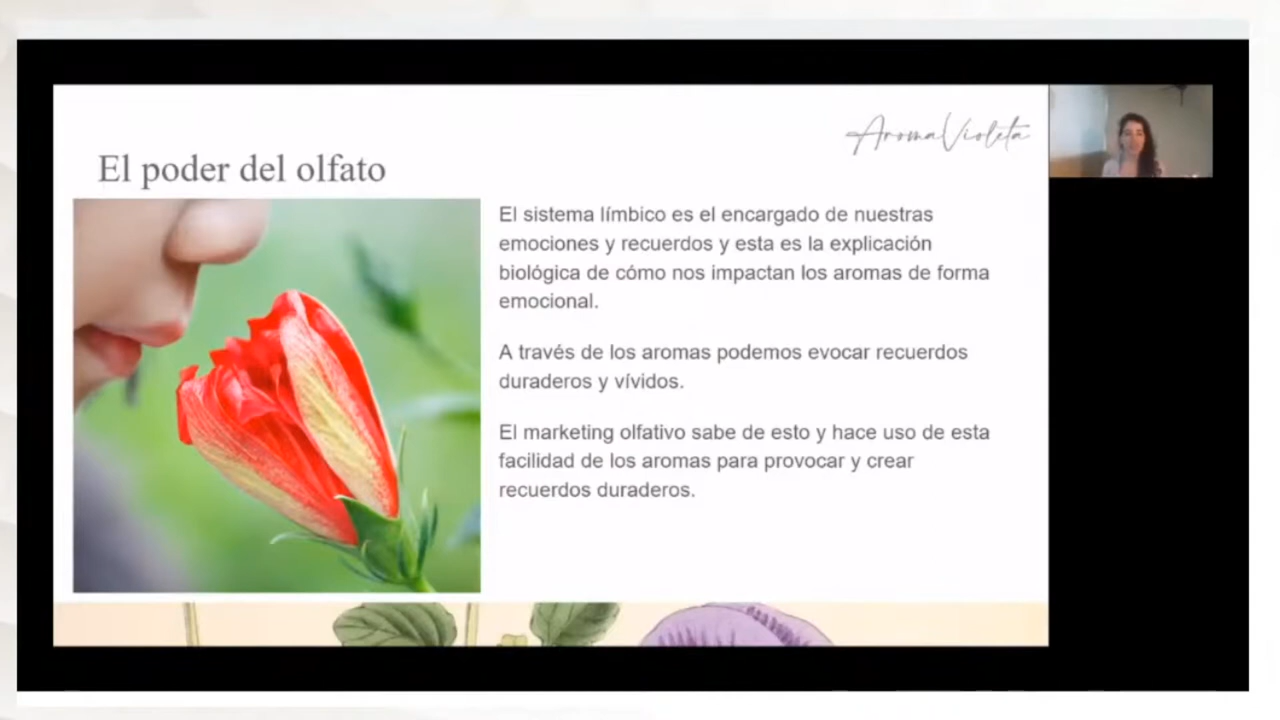 AromaVioleta
El poder del olfato
El sistema límbico es el encargado de nuestras
emociones y recuerdos y esta es la explicación
biológica de cómo nos impactan los aromas de forma
emocional.
A través de los aromas podemos evocar recuerdos
duraderos y vívidos.
El marketing olfativo sabe de esto y hace uso de esta
facilidad de los aromas para provocar y crear
recuerdos duraderos.